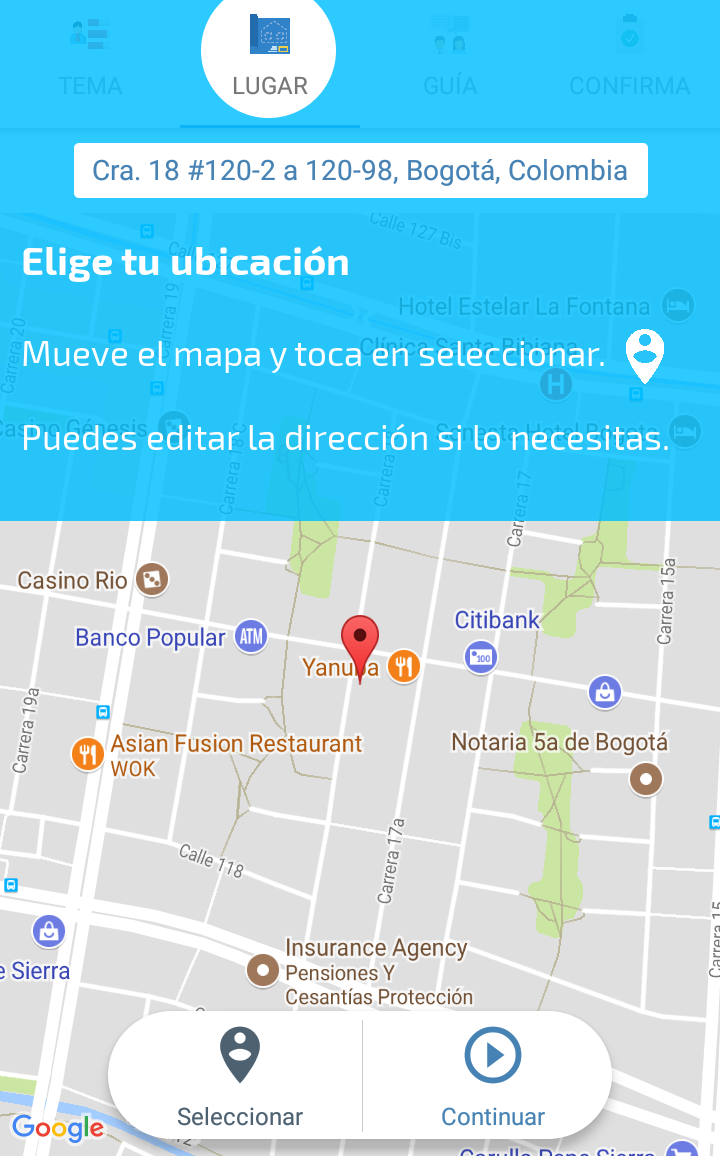 TEMA
LUGAR
GUÍA
CONFIRMA
Cra. 18 #120-2 a 120-98, Bogotá, Colombia
Calle 127 Bis
Elige tu ubicación
Carrera 19
Hotel Estelar La Fontana
Carrera 20
Mueve el mapa y toca en seleccionar.
Clínica Santa Bibiana
H
Casino Génesis
Puedes editar la dirección si lo necesitas.
Carrera 17
Carrera 15a
Casino Rio
Citibank
Banco Popular
ATM
100
Carrera 19a
Asian Fusion Restaurant
WOK
Notaria 5a de Bogotá
Calle 118
Carrera 17a
Carrera 15
e Sierra
Insurance Agency
Pensiones Y
Cesantías Protección
Seleccionar
Continuar
Google